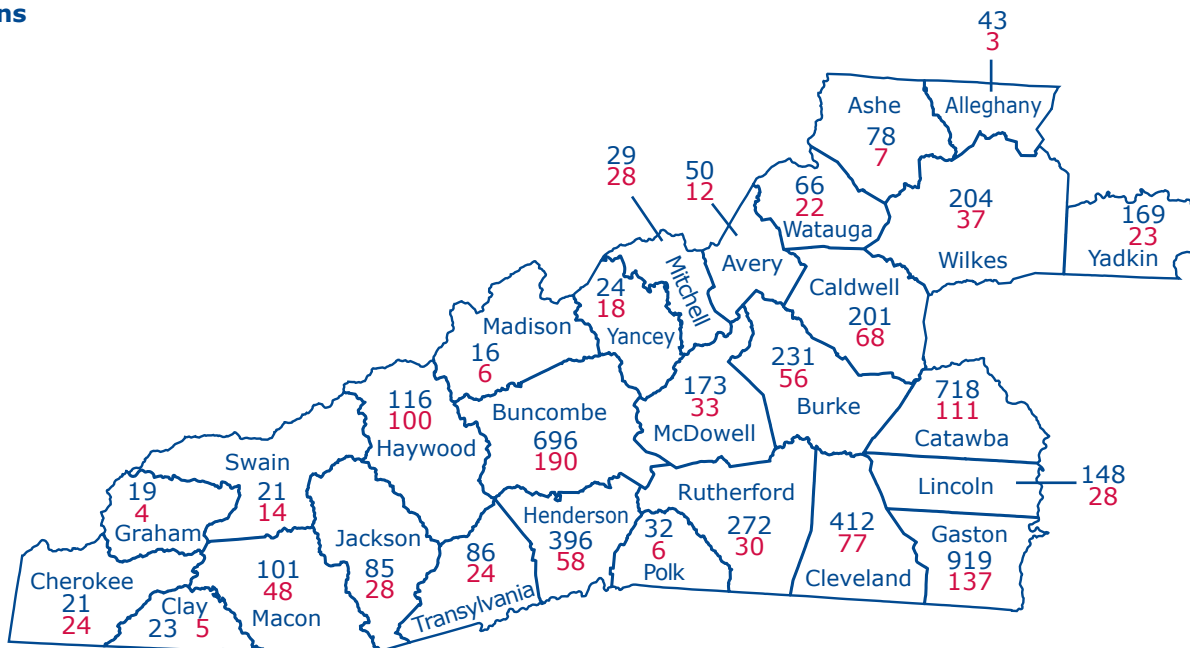 ns
43
3
Ashe
78
7
Alleghany
29
28
50
12
66
22
Watauga
204
37
Wilkes
169
23
Yadkin
Mitchell
Avery
Caldwell
201
68
24
18
Yancey
Madison
16
6
231
56
Burke
173
33
McDowell
718
111
Catawba
116
100
Haywood
Buncombe
696
190
Swain
21
14
19
4
Graham
Lincoln
148
28
Rutherford
272
30
Henderson
396
58
32
6
Polk
412
77
Cleveland
Gaston
919
137
Jackson
85
28
86
24
Transylvania
101
48
Macon
Cherokee
21
24
Clay
23 5